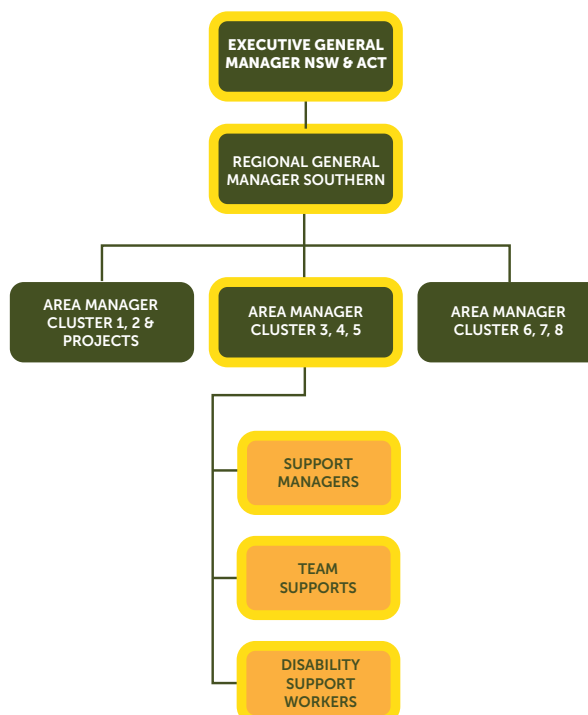 EXECUTIVE GENERAL
MANAGER NSW & ACT
REGIONAL GENERAL
MANAGER SOUTHERN
AREA MANAGER
CLUSTER 1, 2 &
PROJECTS
AREA MANAGER
CLUSTER 3, 4, 5
AREA MANAGER
CLUSTER 6, 7, 8
SUPPORT
MANAGERS
TEAM
SUPPORTS
DISABILITY
SUPPORT
WORKERS